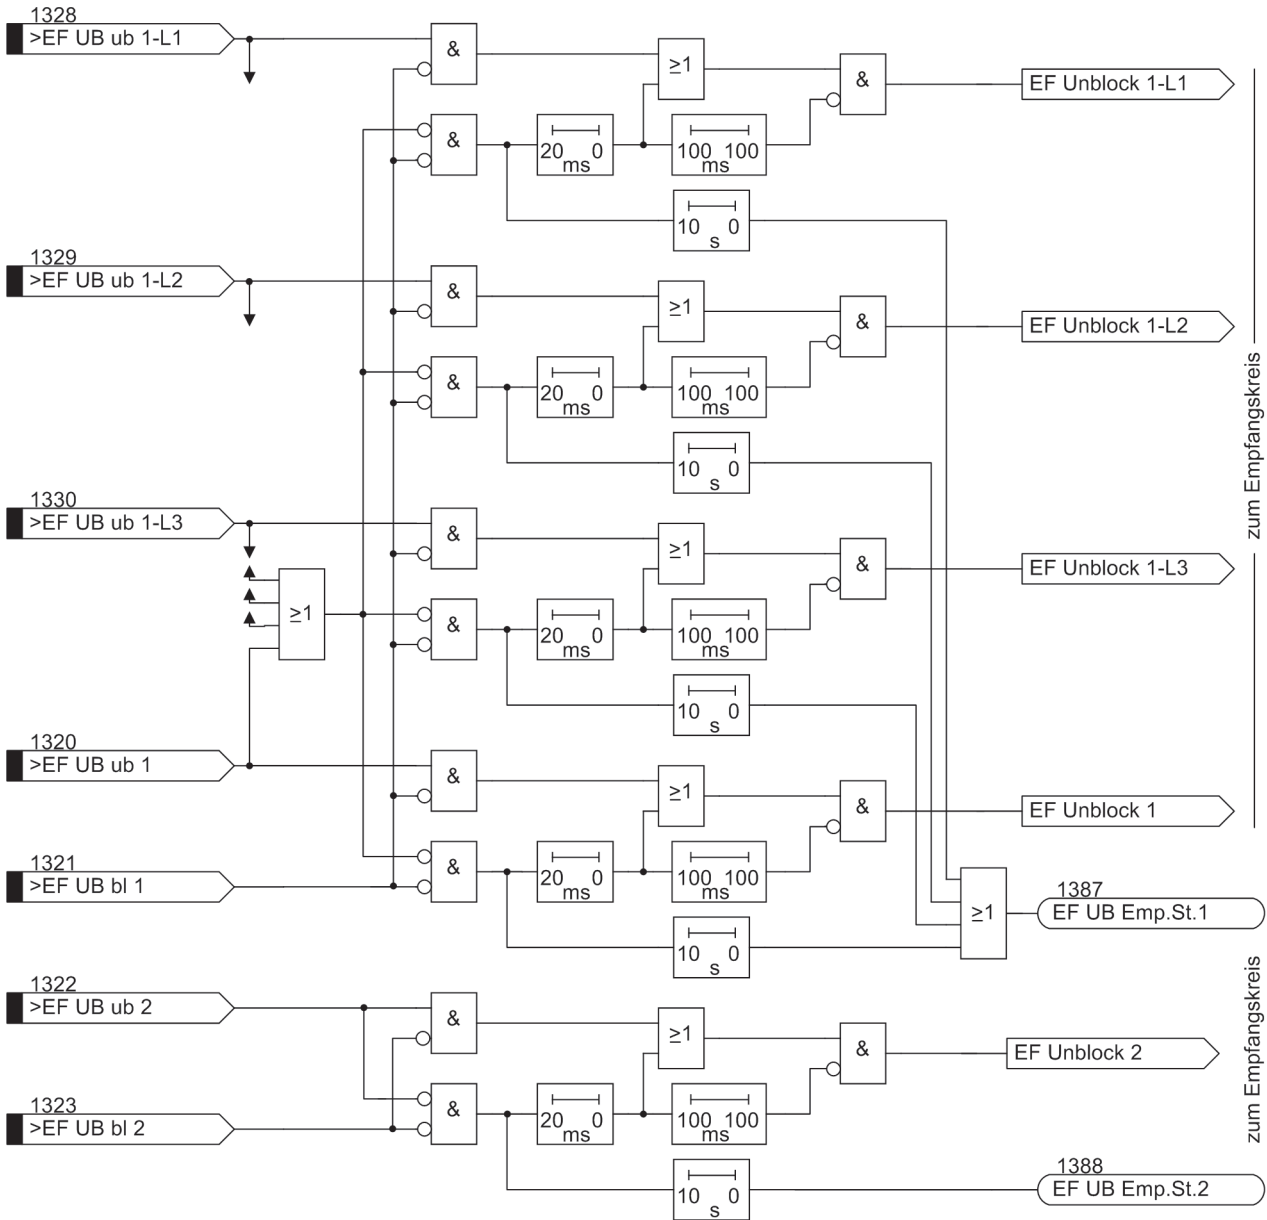 1328
>EF UB ub 1-L1
&
≥1
&
EF Unblock 1-L1
&
20 0
ms
100 100
ms
10 0
s
1329
>EF UB ub 1-L2
&
≥1
&
EF Unblock 1-L2
&
20 0
ms
100 100
ms
10 0
s
zum Empfangskreis
1330
>EF UB ub 1-L3
&
≥1
&
EF Unblock 1-L3
≥1
&
20 0
ms
100 100
ms
10 0
s
1320
>EF UB ub 1
&
≥1
&
EF Unblock 1
1321
>EF UB bl 1
&
20 0
ms
100 100
ms
≥1
1387
EF UB Emp.St.1
10 0
s
1322
>EF UB ub 2
&
≥1
&
EF Unblock 2
zum Empfangskreis
1323
>EF UB bl 2
&
20 0
ms
100 100
ms
10 0
s
1388
EF UB Emp.St.2